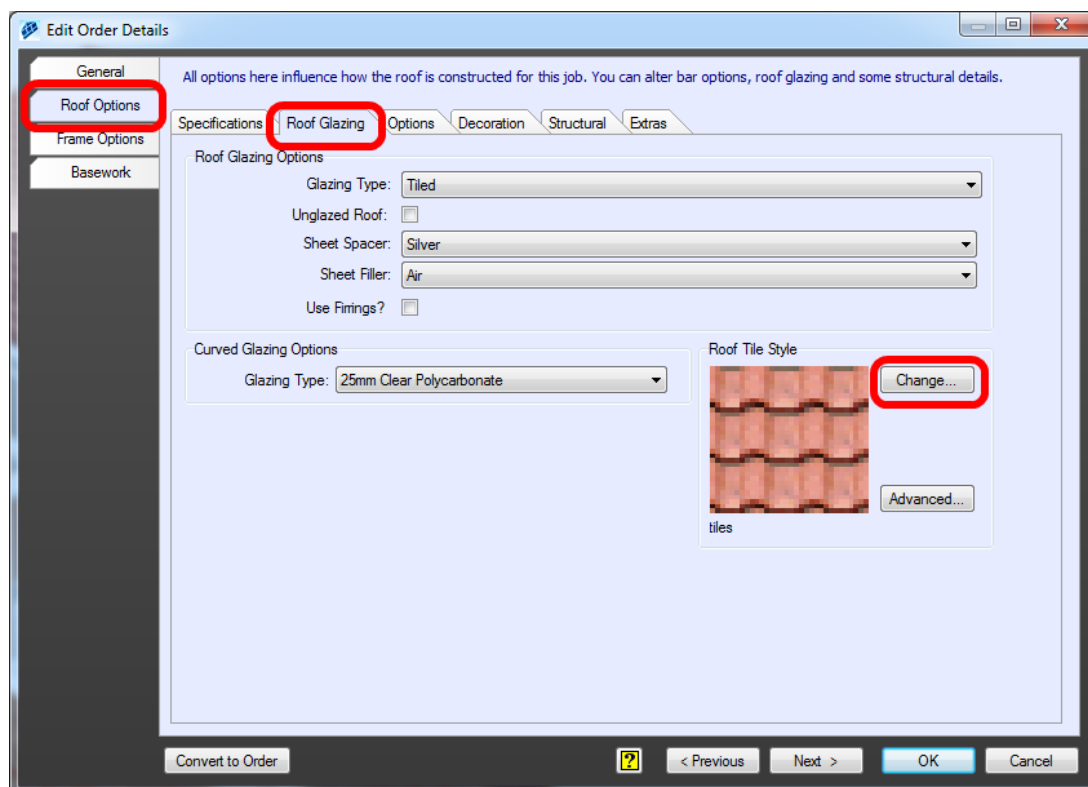 Edit Order Details
General
Roof Options
Frame Options
Basework
All options here influence how the roof is constructed for this job. You can alter bar options, roof glazing and some structural details.
Specifications Roof Glazing Options Decoration Structural Extras
Roof Glazing Options
Glazing Type: Tiled
Unglazed Roof:
Sheet Spacer: Silver
Sheet Filler: Air
Use Firrings?
Curved Glazing Options
Glazing Type: 25mm Clear Polycarbonate
Roof Tile Style
Change...
Advanced...
tiles
Convert to Order ? < Previous Next > OK Cancel